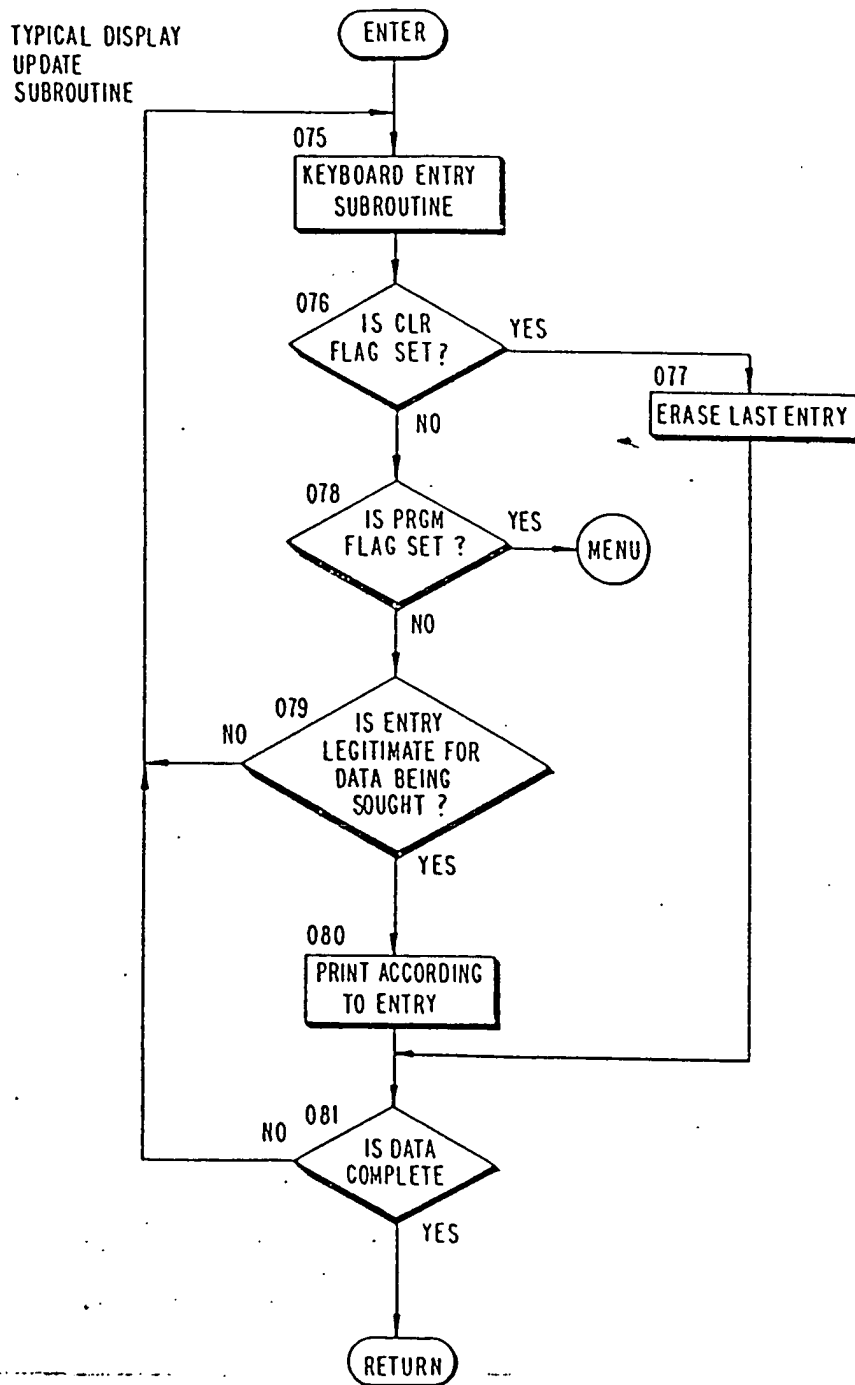 TYPICAL DISPLAY
UPDATE
SUBROUTINE
ENTER
075
KEYBOARD ENTRY
SUBROUTINE
076
IS CLR
FLAG SET?
YES
NO
077
ERASE LAST ENTRY
078
IS PRGM
FLAG SET ?
YES
MENU
NO
079
NO
IS ENTRY
LEGITIMATE FOR
DATA BEING
SOUGHT ?
YES
080
PRINT ACCORDING
TO ENTRY
081
NO
IS DATA
COMPLETE
YES
RETURN